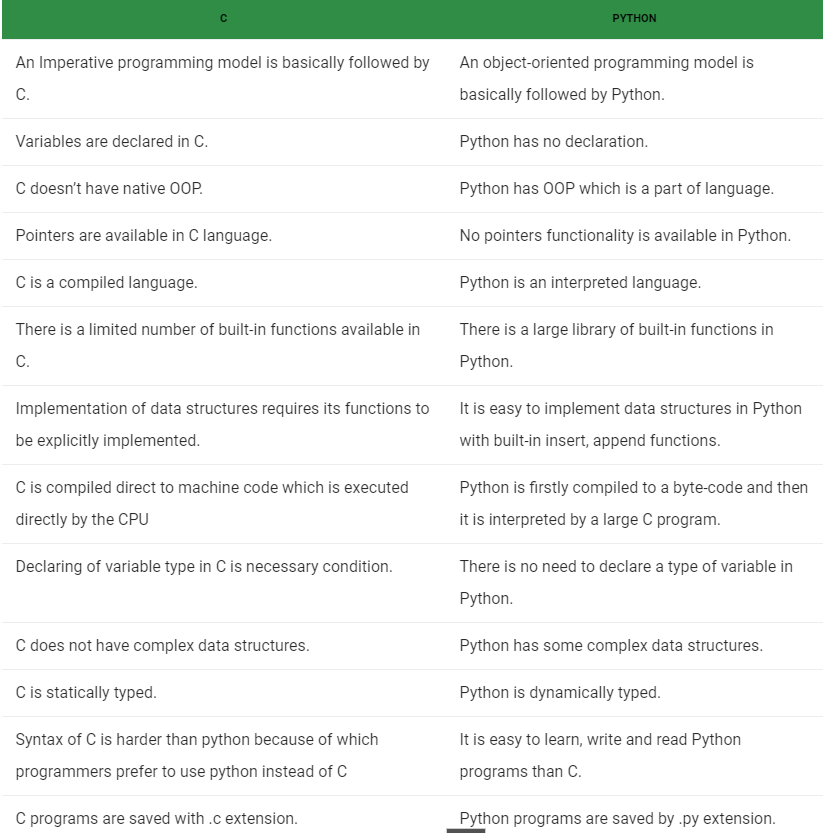 C PYTHON
An Imperative programming model is basically followed by
C.
An object-oriented programming model is
basically followed by Python.
Variables are declared in C.
Python has no declaration.
C doesn’t have native OOP.
Python has OOP which is a part of language.
Pointers are available in C language.
No pointers functionality is available in Python.
C is a compiled language.
Python is an interpreted language.
There is a limited number of built-in functions available in
C.
There is a large library of built-in functions in
Python.
Implementation of data structures requires its functions to
be explicitly implemented.
It is easy to implement data structures in Python
with built-in insert, append functions.
C is compiled direct to machine code which is executed
directly by the CPU
Python is firstly compiled to a byte-code and then
it is interpreted by a large C program.
Declaring of variable type in C is necessary condition.
There is no need to declare a type of variable in
Python.
C does not have complex data structures.
Python has some complex data structures.
C is statically typed.
Python is dynamically typed.
Syntax of C is harder than python because of which
programmers prefer to use python instead of C
It is easy to learn, write and read Python
programs than C.
C programs are saved with .c extension.
Python programs are saved by .py extension.